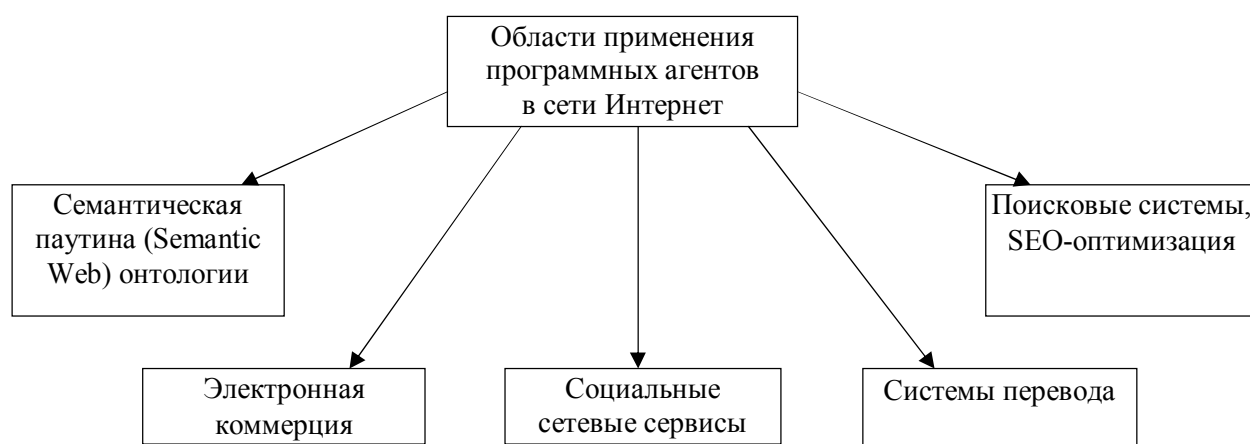 Области применения
программных агентов
в сети Интернет
Семантическая
паутина (Semantic
Web) онтологии
Поисковые системы,
SEO-оптимизация
Электронная
коммерция
Социальные
сетевые сервисы
Системы перевода